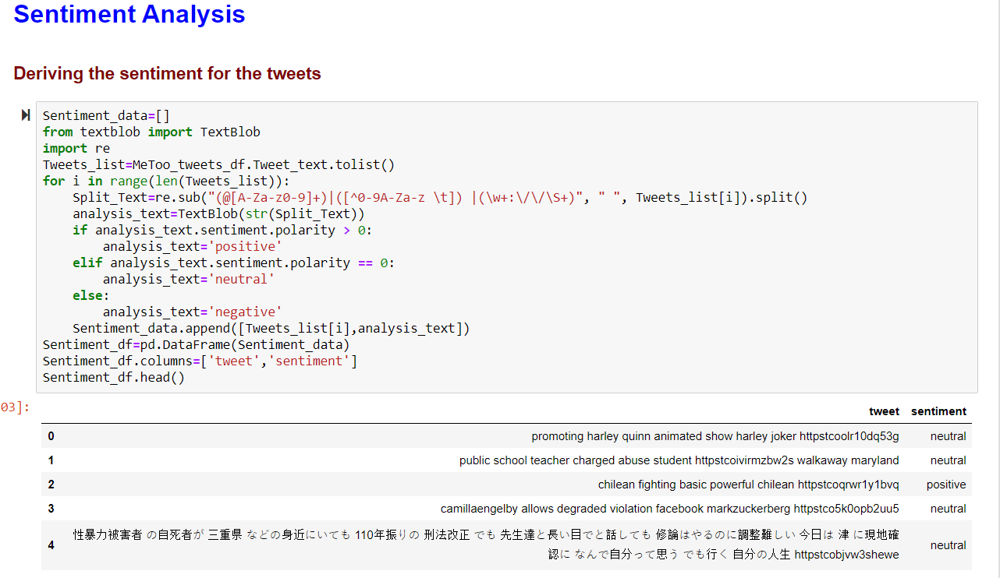 Sentiment Analysis
Deriving the sentiment for the tweets
Sentiment_data=[]
from textblob import TextBlob
import re
Tweets_list=MeToo_tweets_df.Tweet_text.tolist()
for i in range(len(Tweets_list)):
    Split_Text=re.sub("(@[A-Za-z0-9]+)|([^0-9A-Za-z \t]) |(\w+:\/\/\S+)", " ", Tweets_list[i]).split()
    analysis_text=TextBlob(str(Split_Text))
    if analysis_text.sentiment.polarity > 0:
        analysis_text='positive'
    elif analysis_text.sentiment.polarity == 0:
        analysis_text='neutral'
    else:
        analysis_text='negative'
    Sentiment_data.append([Tweets_list[i],analysis_text])
Sentiment_df=pd.DataFrame(Sentiment_data)
Sentiment_df.columns=['tweet','sentiment']
Sentiment_df.head()
03]:
tweet sentiment
0 promoting harley quinn animated show harley joker httpstcoolr10dq53g neutral
1 public school teacher charged abuse student httpstcoivirmzbw2s walkaway maryland neutral
2 chilean fighting basic powerful chilean httpstcoqrwr1y1bvq positive
3 camillaengelby allows degraded violation facebook markzuckerberg httpstco5k0opb2uu5 neutral
4 性暴力被害者 の自死者が 三重県 などの身近にいても 110年振りの 刑法改正 でも 先生達と長い目でと話しても 修論はやるのに調整難しい 今日は 津 に現地確
認に なんで自分って思う でも行く 自分の人生 httpstcobjvw3shewe neutral